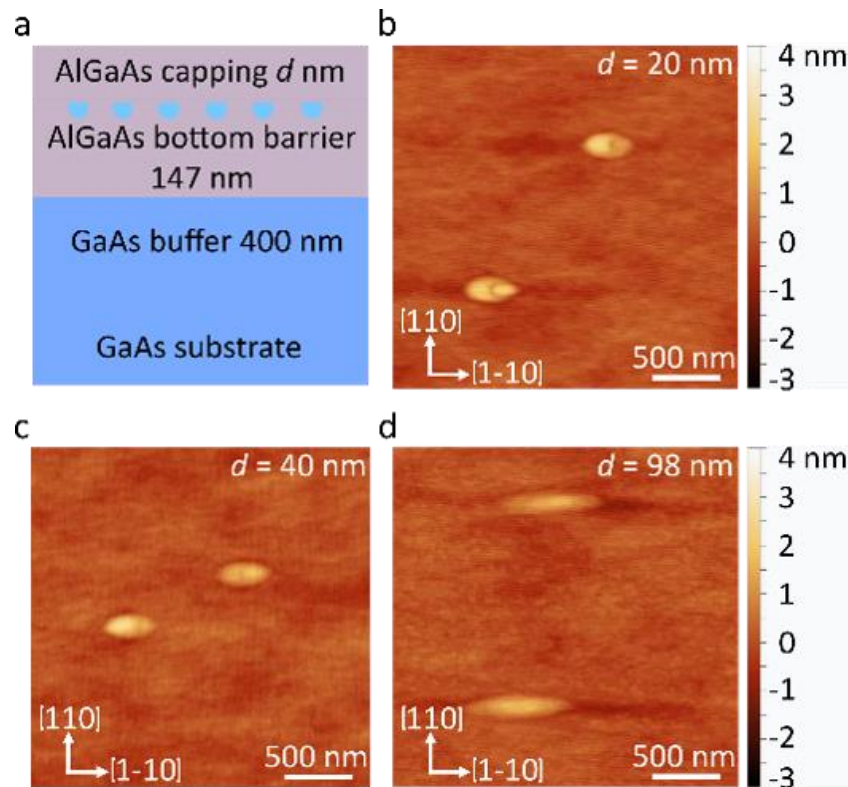 a
AlGaAs capping d nm
AlGaAs bottom barrier
147 nm
GaAs buffer 400 nm
GaAs substrate
b
d = 20 nm
[110]
[1-10]
500 nm
4 nm
3
2
1
0
-1
-2
-3
c
d = 40 nm
[110]
[1-10]
500 nm
d
d = 98 nm
[110]
[1-10]
500 nm
4 nm
3
2
1
0
-1
-2
-3